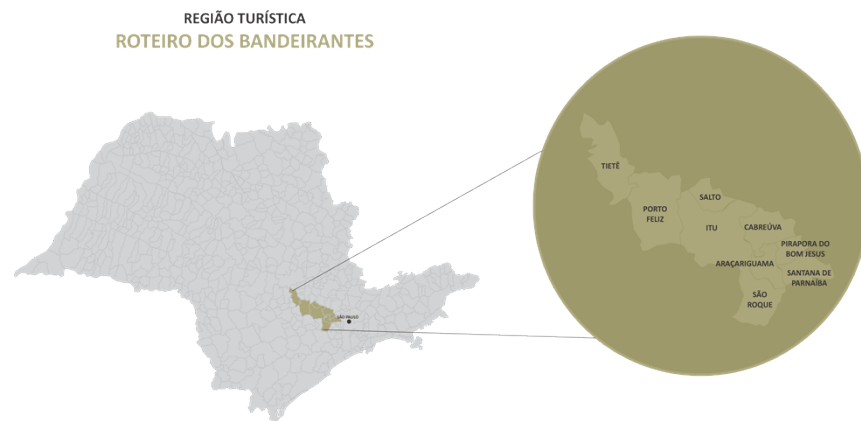 REGIÃO TURÍSTICA
ROTEIRO DOS BANDEIRANTES
SÃO PAULO
TIETÊ
PORTO
FELIZ
SALTO
ITU
CABREÚVA
PIRAPORA DO
BOM JESUS
ARAÇARIGUAMA
SANTANA DE
PARNAÍBA
SÃO
ROQUE